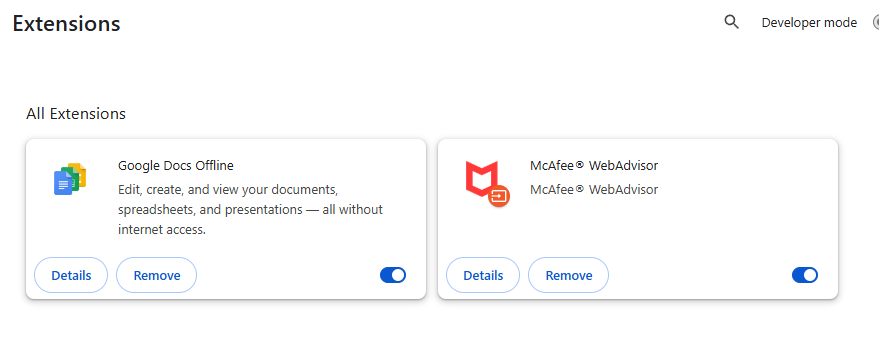 Extensions
Developer mode
All Extensions
Google Docs Offline
Edit, create, and view your documents,
spreadsheets, and presentations — all without
internet access.
Details
Remove
McAfee® WebAdvisor
McAfee® WebAdvisor
Details
Remove